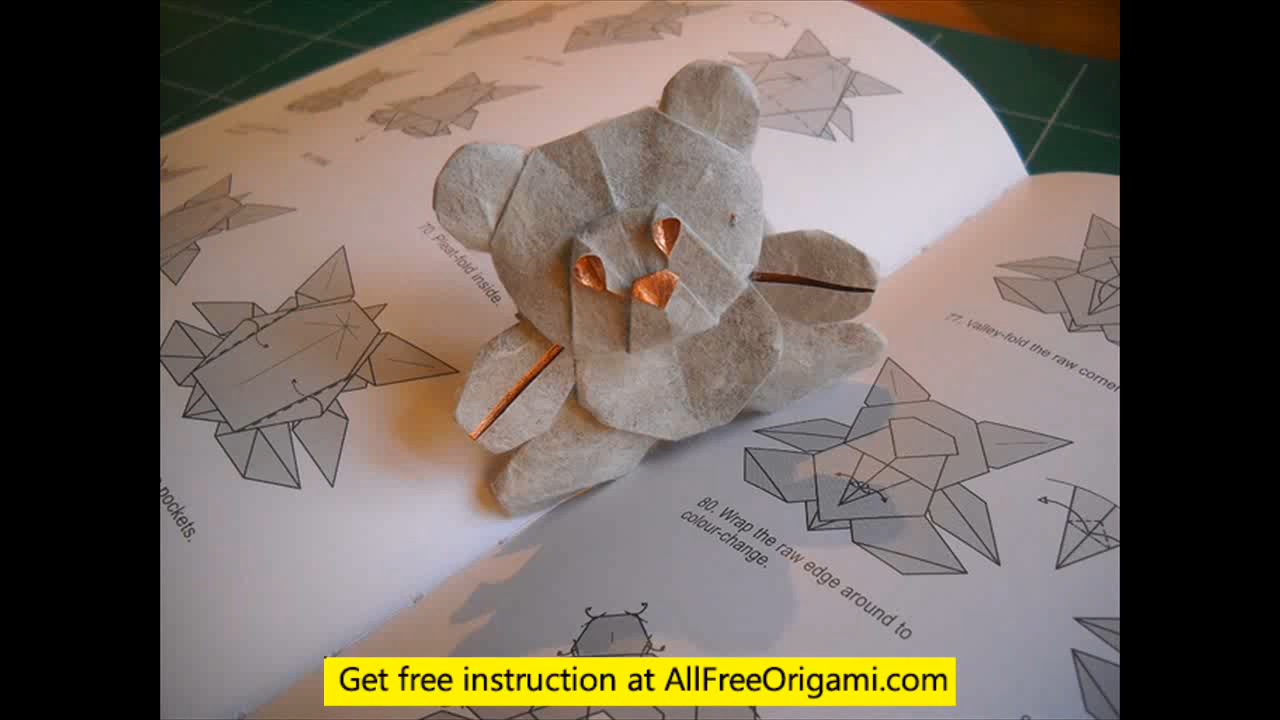 70. Pleat-fold inside.
77. Valley-fold the raw corner
pockets.
80. Wrap the raw edge around to
colour-change.
Get free instruction at AllFreeOrigami.com